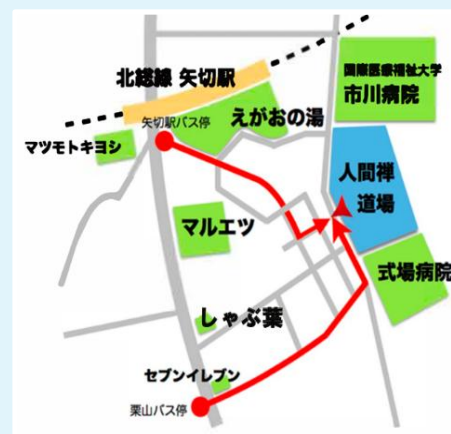 北総線 矢切駅
国際医療福祉大学
市川病院
矢切駅バス停
えがおの湯
マツモトキヨシ
人間禅
道場
マルエツ
式場病院
しゃぶ葉
セブンイレブン
栗山バス停